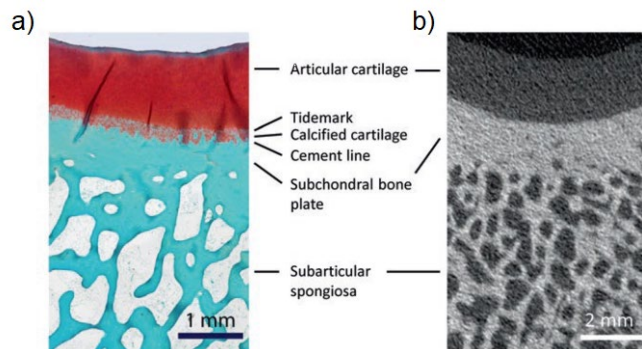 a)
b)
Articular cartilage
Tidemark
Calcified cartilage
Cement line
Subchondral bone
plate
Subarticular
spongiosa
1 mm
2 mm